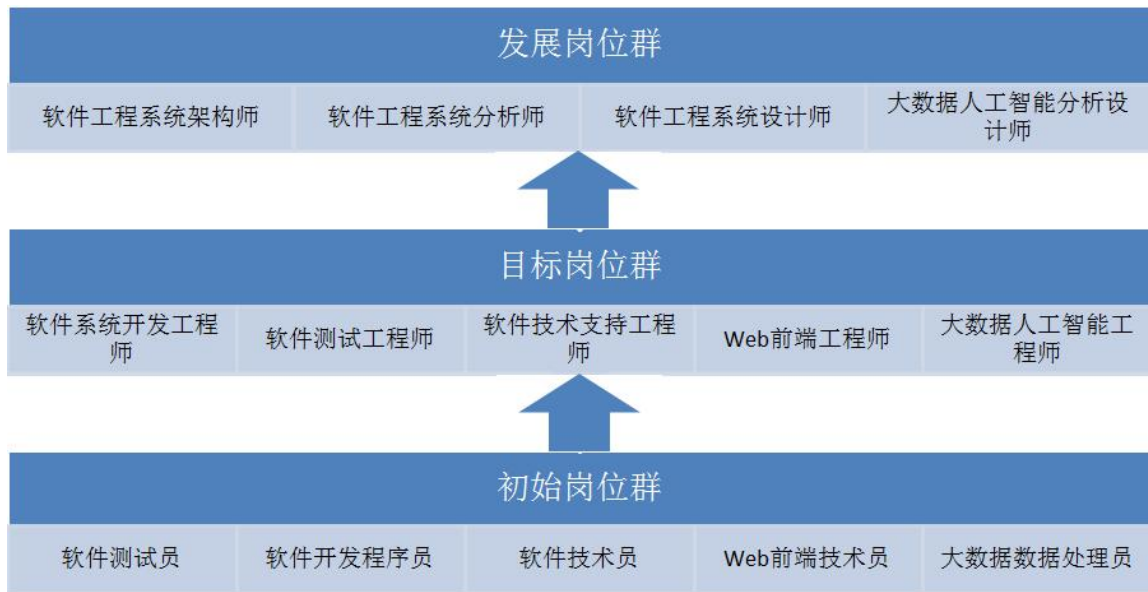 发展岗位群
软件工程系统架构师
软件工程系统分析师
软件工程系统设计师
大数据人工智能分析设
计师
目标岗位群
软件系统开发工程
师
软件测试工程师
软件技术支持工程
师
Web前端工程师
大数据人工智能工
程师
初始岗位群
软件测试员
软件开发程序员
软件技术员
Web前端技术员
大数据数据处理员